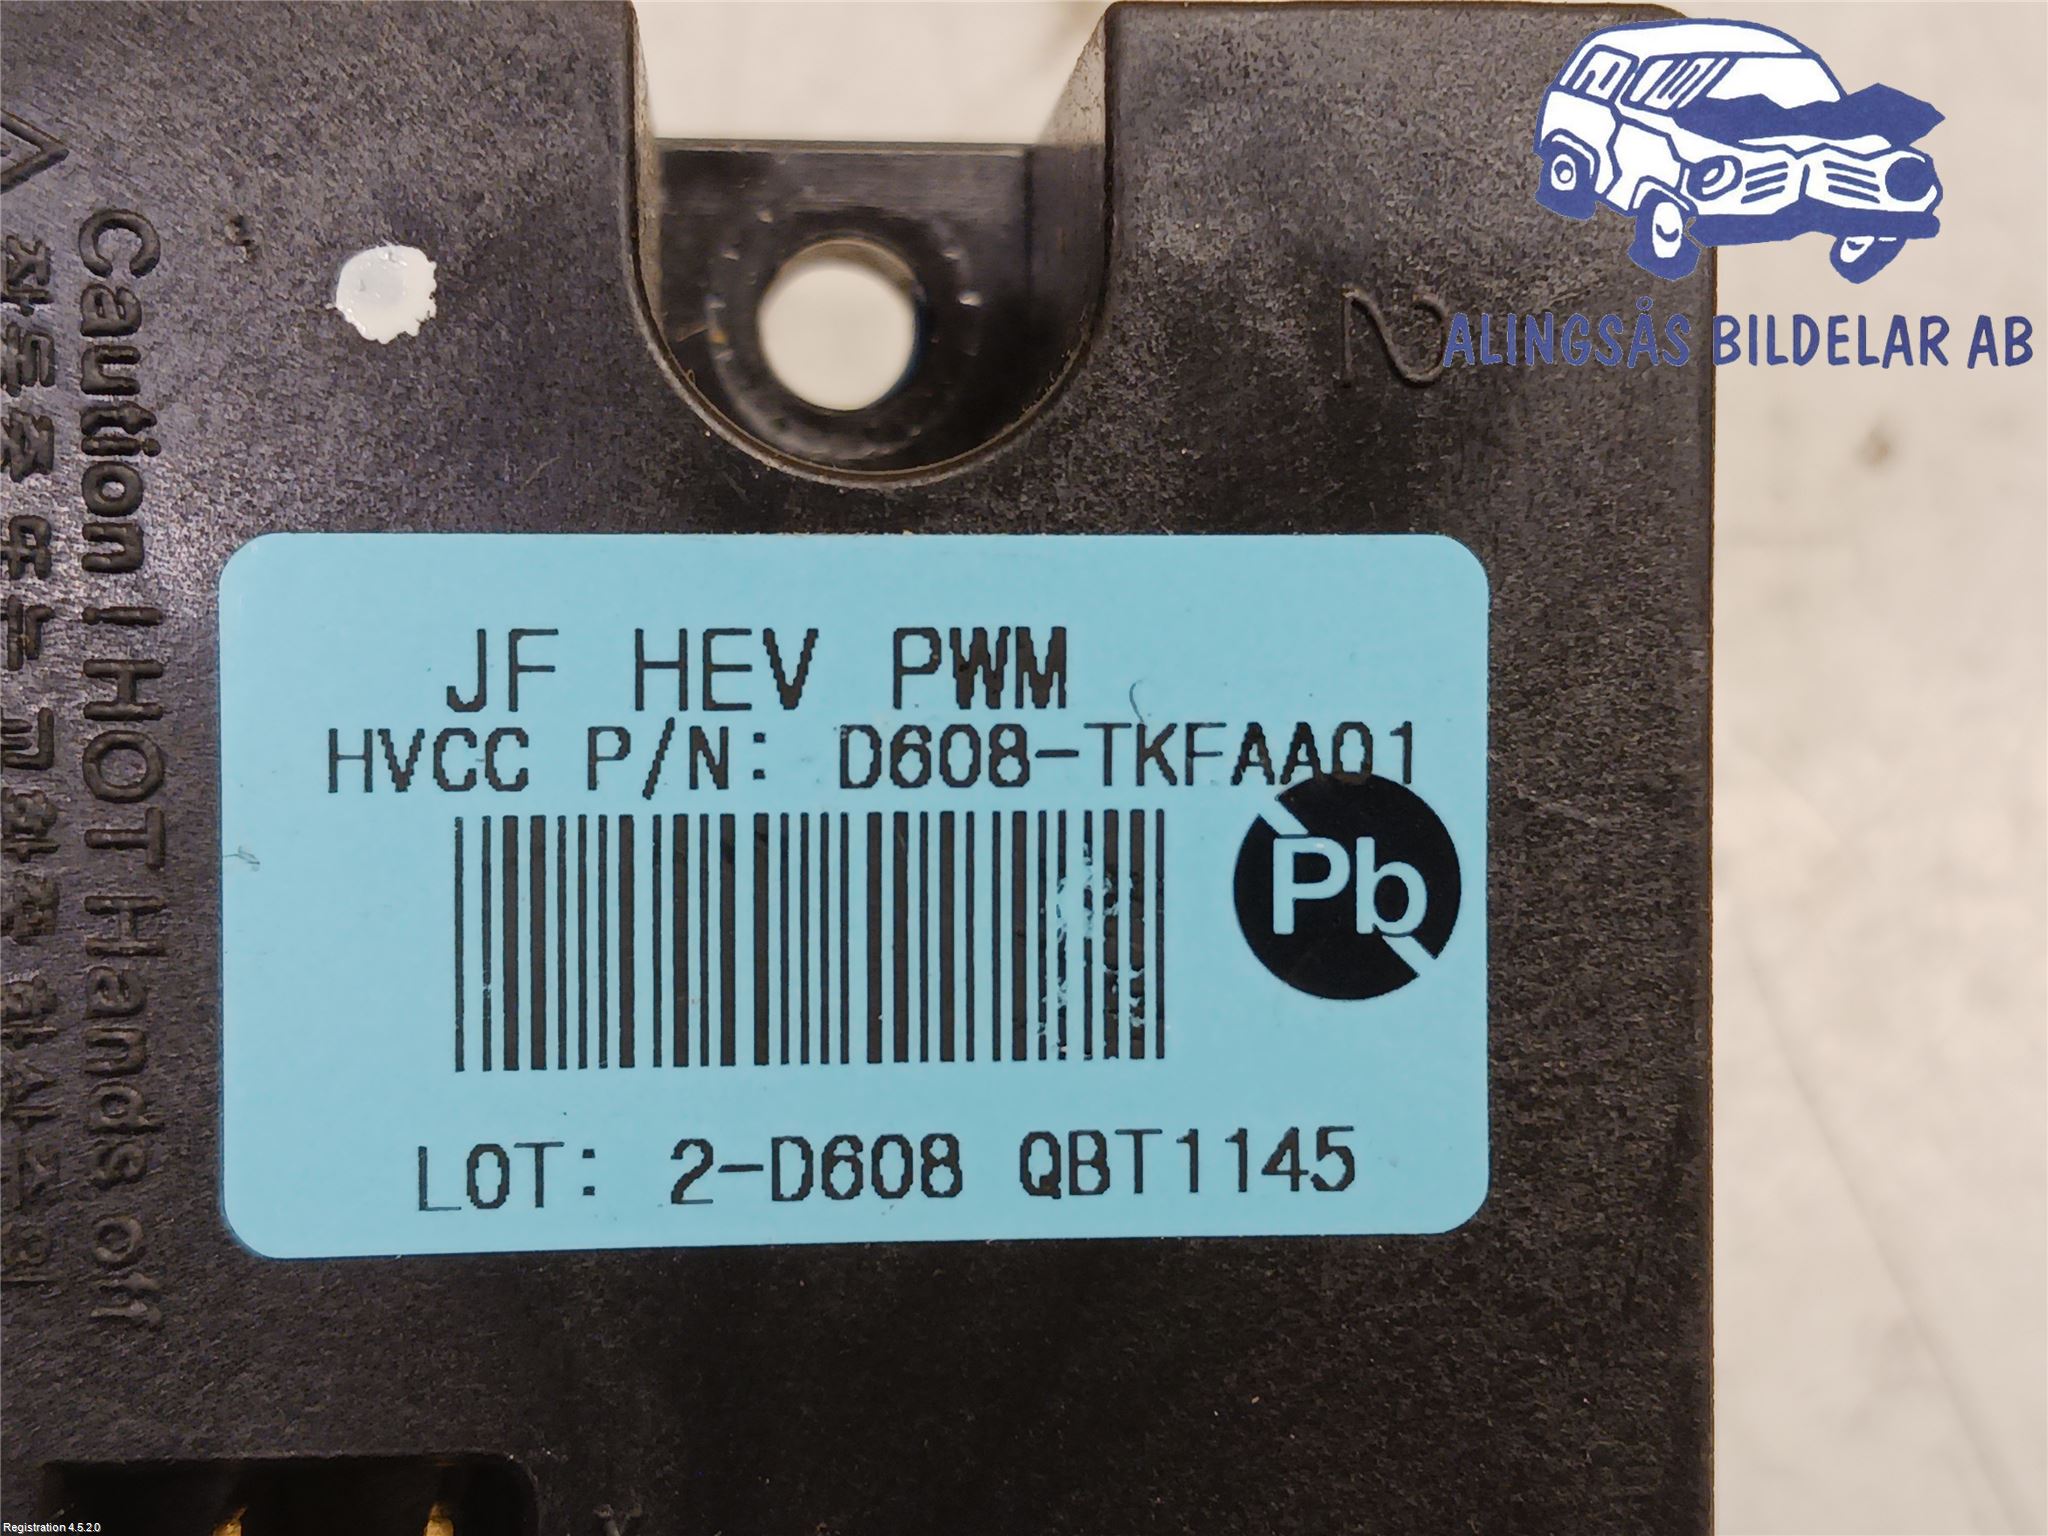 ALINGSÅS BILDELAR AB
2
Caution ! HOT Hands off
JF HEV PWM
HVCC P/N: D608-TKFAA01
Pb
LOT: 2-D608 QBT1145
Registration 4.5.2.0